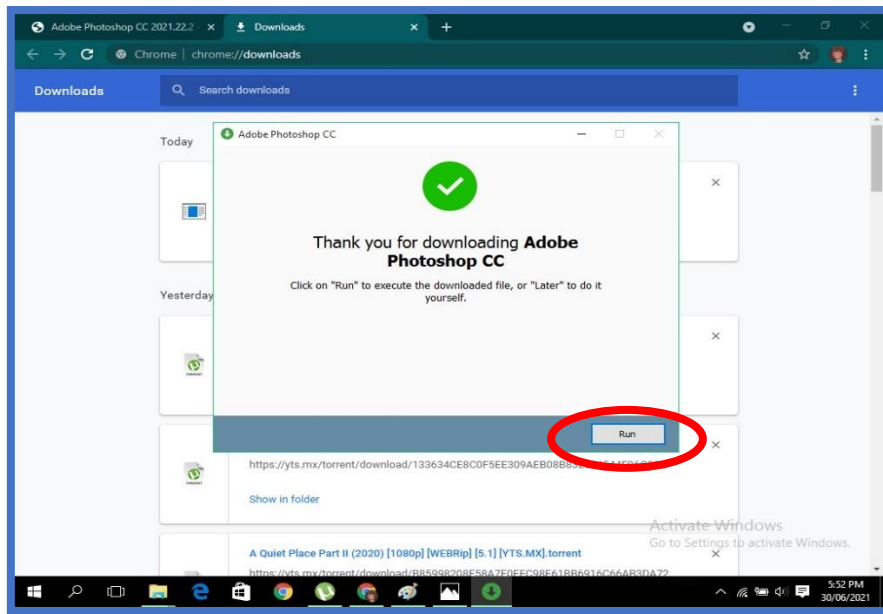 Adobe Photoshop CC 2021.22.2
Downloads
Chrome | chrome://downloads
Downloads
Search downloads
Today
Adobe Photoshop CC
Thank you for downloading Adobe
Photoshop CC
Click on "Run" to execute the downloaded file, or "Later" to do it
yourself.
Yesterday
TORRENT
Run
https://yts.mx/torrent/download/133634CE8C0F5EE309AEB08B
TORRENT
Show in folder
Activate Windows
Go to Settings to activate Windows.
A Quiet Place Part II (2020) [1080p] [WEBRip] [5.1] [YTS.MX].torrent
https://yts.mx/torrent/download/B85998208F58A7F0FFC98F61BB6916C66AB3DA72
5:52 PM
30/06/2021